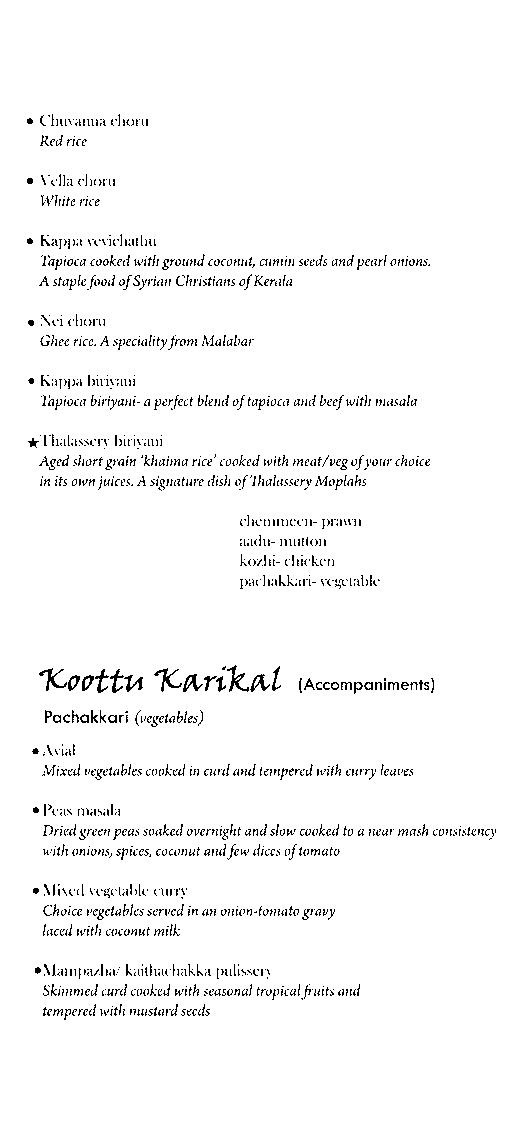 • Chuvanna choru
Red rice
• Vella choru
White rice
• Kappa vevichathu
Tapioca cooked with ground coconut, cumin seeds and pearl onions.
A staple food of Syrian Christians of Kerala
• Nei choru
Ghee rice. A speciality from Malabar
• Kappa biriyani
Tapioca biriyani- a perfect blend of tapioca and beef with masala
★Thalassery biriyani
Aged short grain 'khaima rice' cooked with meat/veg of your choice
in its own juices. A signature dish of Thalassery Moplahs
chemmeen- prawn
aadu- mutton
kozhi- chicken
pachakkari- vegetable
Koottu Karikal (Accompaniments)
Pachakkari (vegetables)
• Avial
Mixed vegetables cooked in curd and tempered with curry leaves
• Peas masala
Dried green peas soaked overnight and slow cooked to a near mash consistency
with onions, spices, coconut and few dices of tomato
• Mixed vegetable curry
Choice vegetables served in an onion-tomato gravy
laced with coconut milk
•Mampazha/ kaithachakka pulissery
Skimmed curd cooked with seasonal tropical fruits and
tempered with mustard seeds